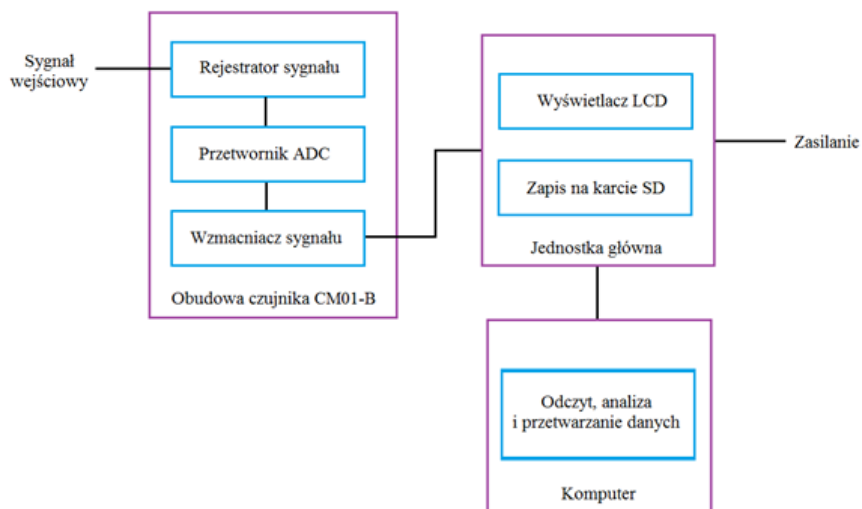 Sygnał
wejściowy
Rejestrator sygnału
Przetwornik ADC
Wzmacniacz sygnału
Obudowa czujnika CM01-B
Wyświetlacz LCD
Zapis na karcie SD
Jednostka główna
Zasilanie
Odczyt, analiza
i przetwarzanie danych
Komputer